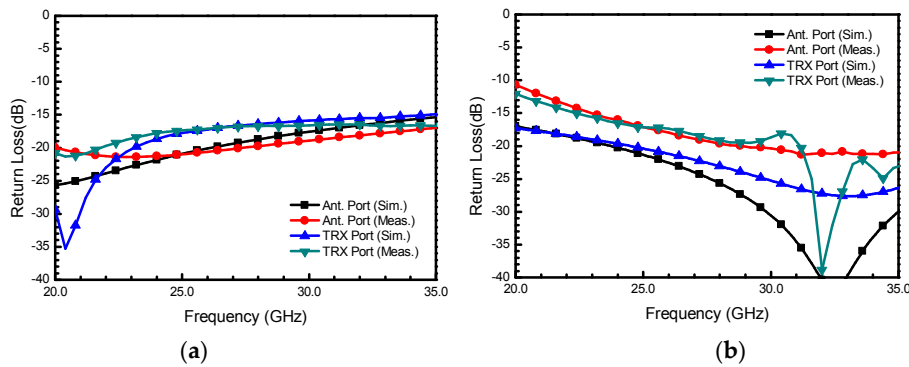 0
-5
-10
-15
-20
-25
-30
-35
-40
Return Loss(dB)
Ant. Port (Sim.)
Ant. Port (Meas.)
TRX Port (Sim.)
TRX Port (Meas.)
20.0 25.0 30.0 35.0
Frequency (GHz)
(a)
0
-5
-10
-15
-20
-25
-30
-35
-40
Return Loss(dB)
Ant. Port (Sim.)
Ant. Port (Meas.)
TRX Port (Sim.)
TRX Port (Meas.)
20.0 25.0 30.0 35.0
Frequency (GHz)
(b)